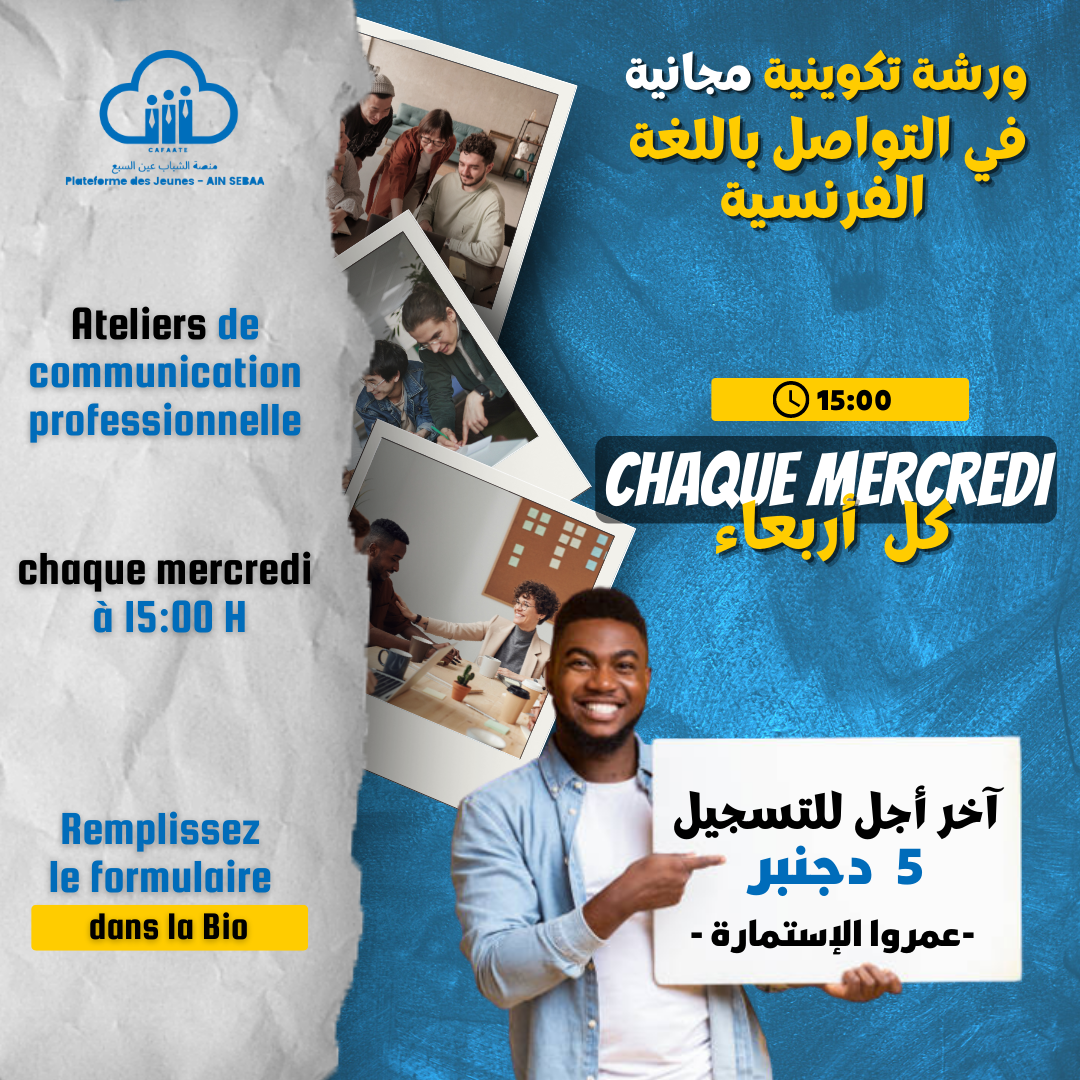 CAFAATE
منصة الشباب عين السبع
Plateforme des Jeunes - AIN SEBAA
Ateliers de
communication
professionnelle
chaque mercredi
à 15:00 H
Remplissez
le formulaire
dans la Bio
ورشة تكوينية مجانية
في التواصل باللغة
الفرنسية
15:00
CHAQUE MERCREDI
كل أربعاء
آخر أجل للتسجيل
5 دجنبر
-عمروا الإستمارة -